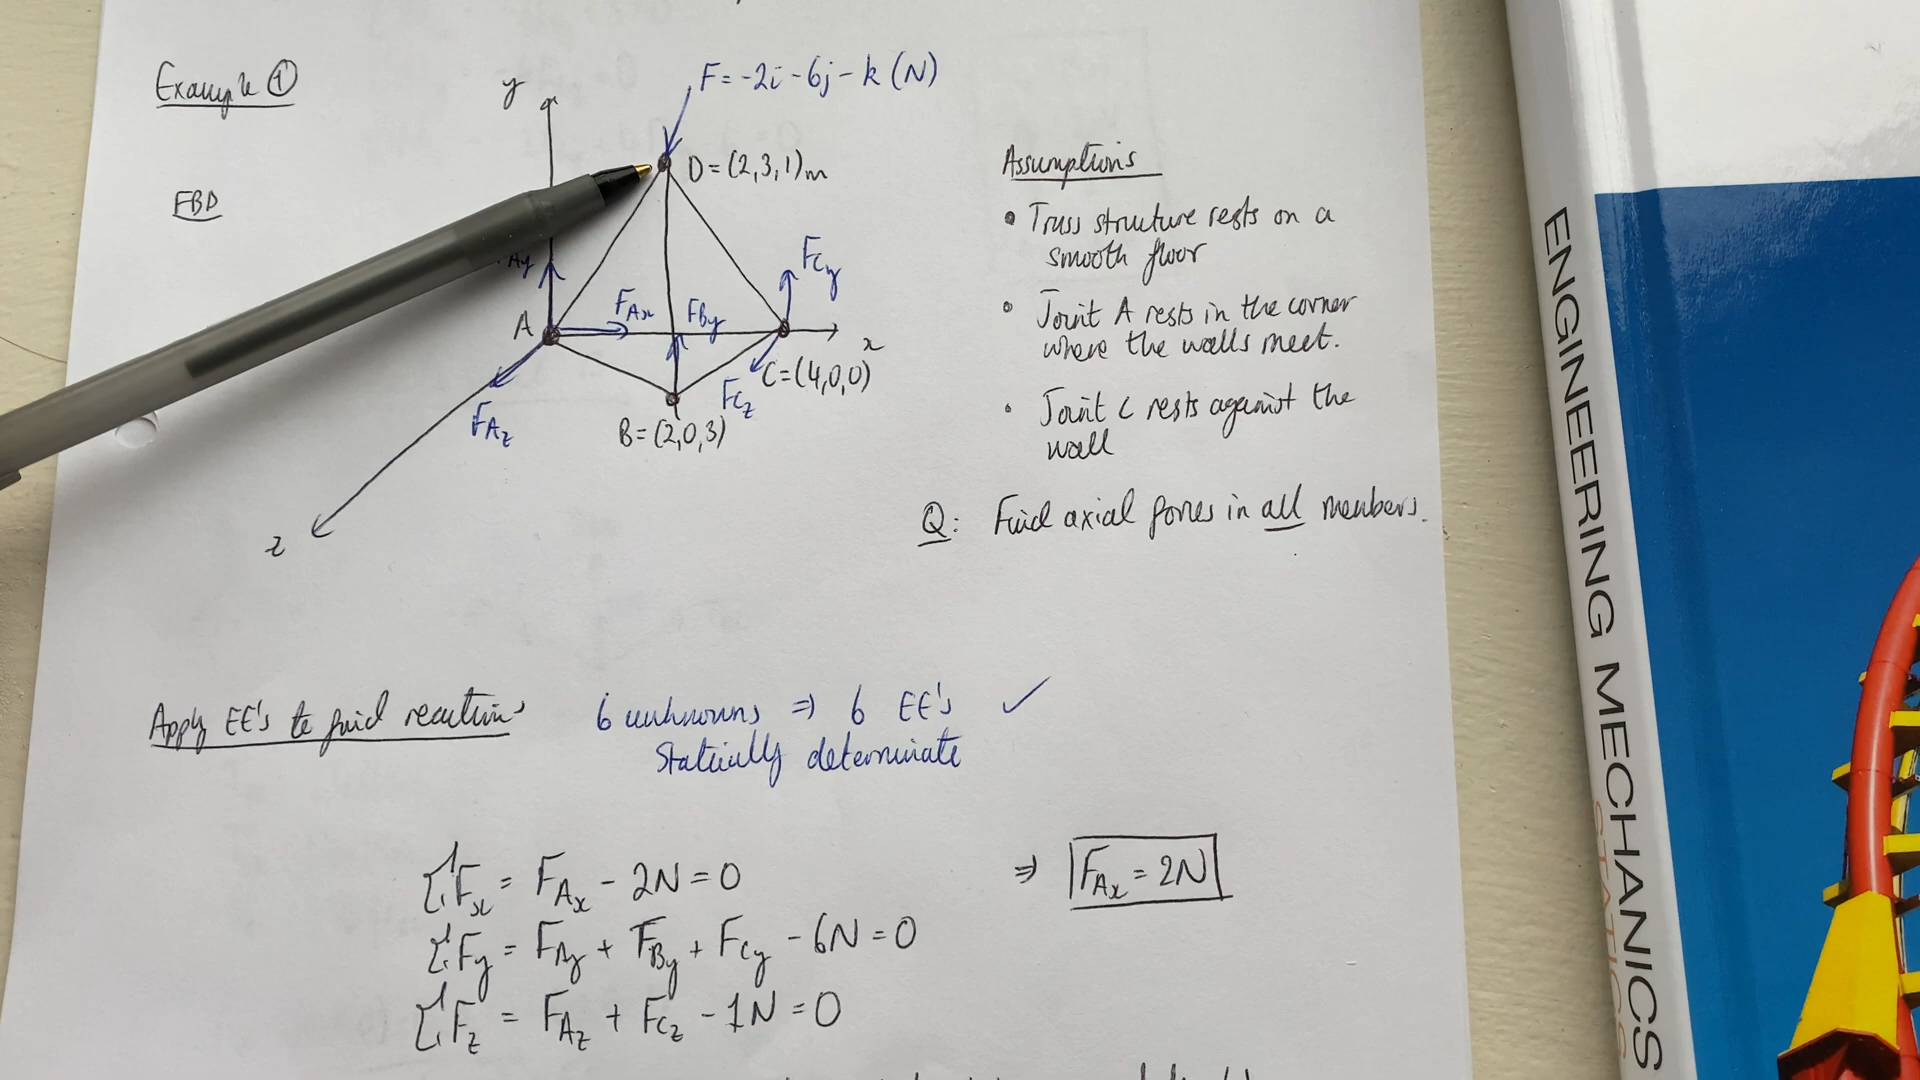 Example ①
y
F = -2i - 6j - k (N)
FBD
D = (2,3,1)m
Ay
A
FAx
FBy
FCy
x
FAz
FCz
C = (4,0,0)
B = (2,0,3)
z
Assumptions
• Truss structure rests on a
smooth floor
• Joint A rests in the corner
where the walls meet.
• Joint C rests against the
wall
Q: Find axial forces in all members.
Apply EE's to find reactions
6 unknowns ⇒ 6 EE's ✓
Statically determinate
ΣFx = FAx - 2N = 0
⇒ FAx = 2N
ΣFy = FAy + FBy + FCy - 6N = 0
ΣFz = FAz + FCz - 1N = 0
ENGINEERING MECHANICS
STATICS